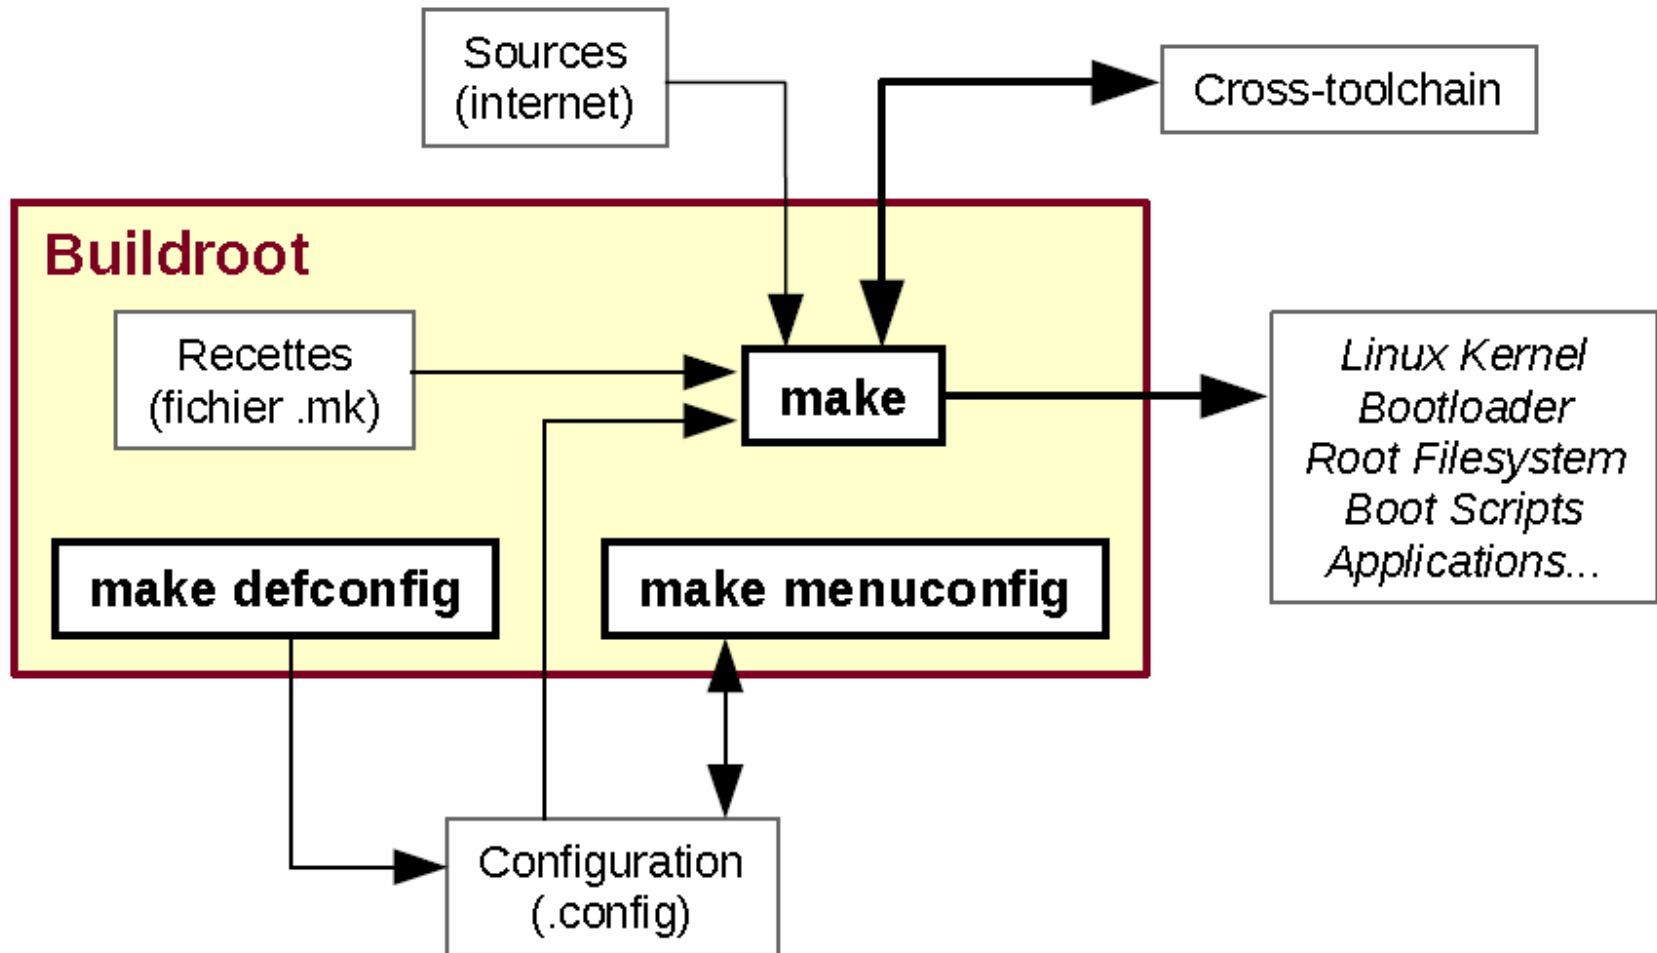 Sources
(internet)
Cross-toolchain
Buildroot
Recettes
(fichier .mk)
make
Linux Kernel
Bootloader
Root Filesystem
Boot Scripts
Applications...
make defconfig
make menuconfig
Configuration
(.config)